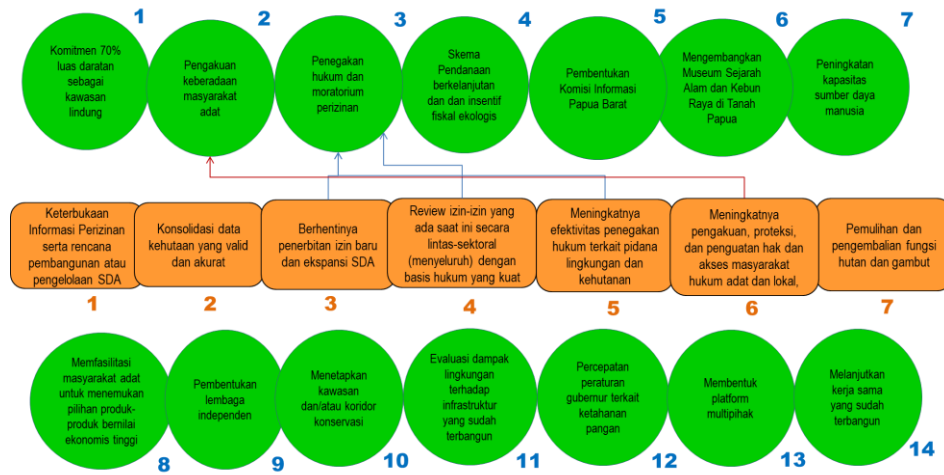 1
Komitmen 70%
luas daratan
sebagai
kawasan
lindung
2
Pengakuan
keberadaan
masyarakat
adat
3
Penegakan
hukum dan
moratorium
perizinan
4
Skema
Pendanaan
berkelanjutan
dan dan insentif
fiskal ekologis
5
Pembentukan
Komisi Informasi
Papua Barat
6
Mengembangkan
Museum Sejarah
Alam dan Kebun
Raya di Tanah
Papua
7
Peningkatan
kapasitas
sumber daya
manusia
Keterbukaan
Informasi Perizinan
serta rencana
pembangunan atau
pengelolaan SDA
1
Konsolidasi data
kehutaan yang valid
dan akurat
2
Berhentinya
penerbitan izin baru
dan ekspansi SDA
3
Review izin-izin yang
ada saat ini secara
lintas-sektoral
(menyeluruh) dengan
basis hukum yang kuat
4
Meningkatnya
efektivitas penegakan
hukum terkait pidana
lingkungan dan
kehutanan
5
Meningkatnya
pengakuan, proteksi,
dan penguatan hak dan
akses masyarakat
hukum adat dan lokal,
6
Pemulihan dan
pengembalian fungsi
hutan dan gambut
7
Memfasilitasi
masyarakat adat
untuk menemukan
pilihan produk-
produk bernilai
ekonomis tinggi
8
Pembentukan
lembaga
independen
9
Menetapkan
kawasan
dan/atau koridor
konservasi
10
Evaluasi dampak
lingkungan
terhadap
infrastruktur
yang sudah
terbangun
11
Percepatan
peraturan
gubernur terkait
ketahanan
pangan
12
Membentuk
platform
multipihak
13
Melanjutkan
kerja sama
yang sudah
terbangun
14